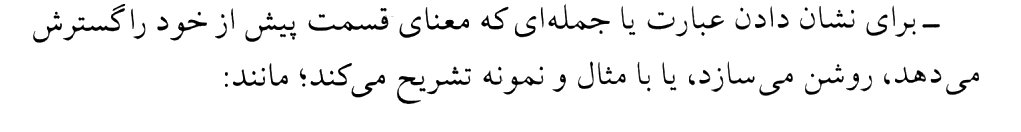 ـ برای نشان دادن عبارت یا جمله‌ای که معنای قسمت پیش از خود را گسترش
می‌دهد، روشن می‌سازد، یا با مثال و نمونه تشریح می‌کند؛ مانند: